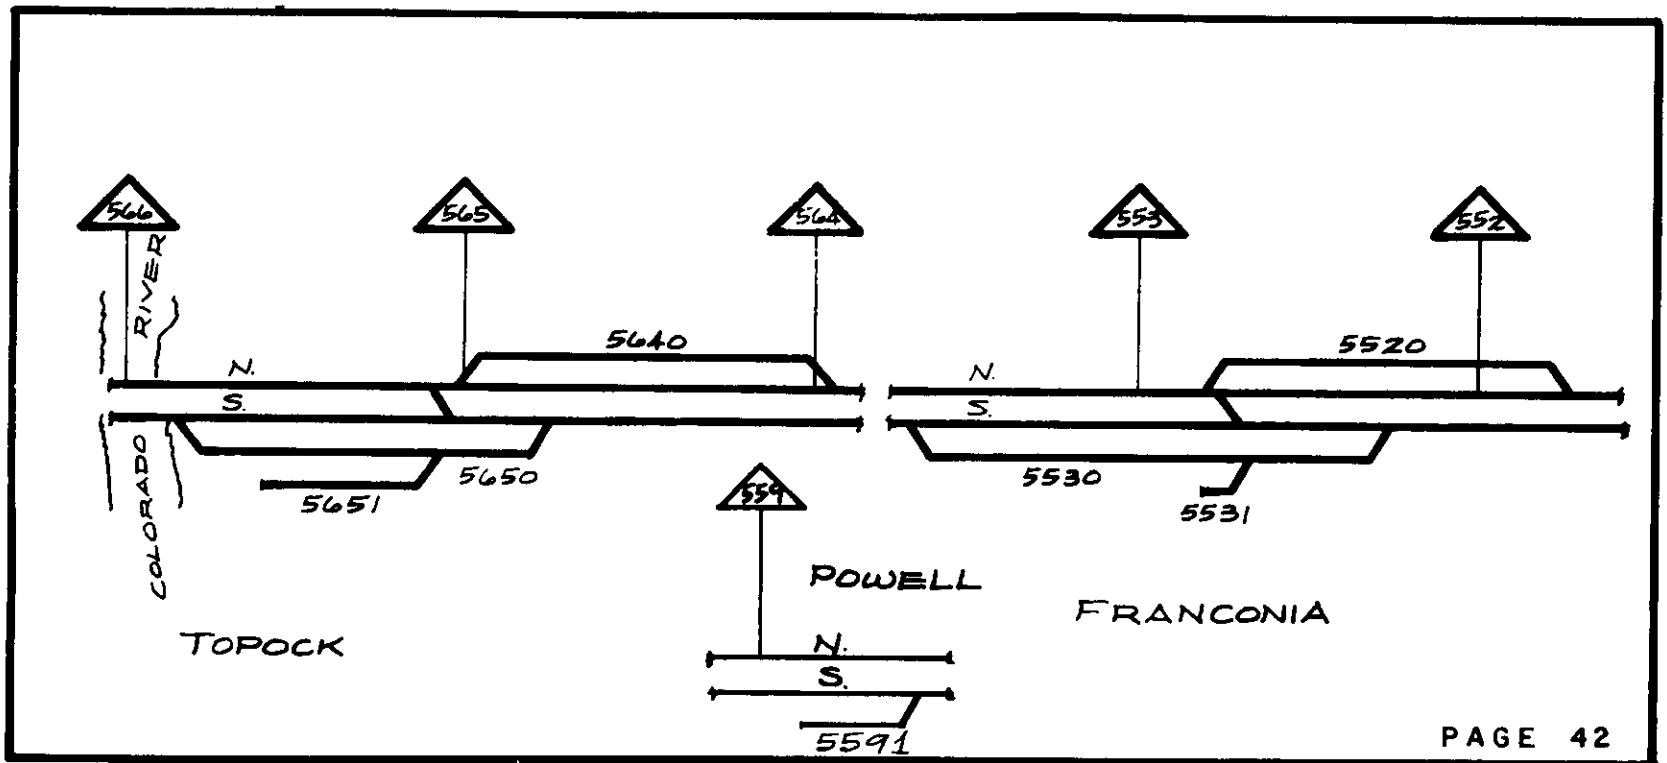 566
565
564
553
552
RIVER
5640
5520
N.
N.
S.
S.
COLORADO
5650
5651
5530
5531
559
POWELL
FRANCONIA
TOPOCK
N.
S.
5591
PAGE 42